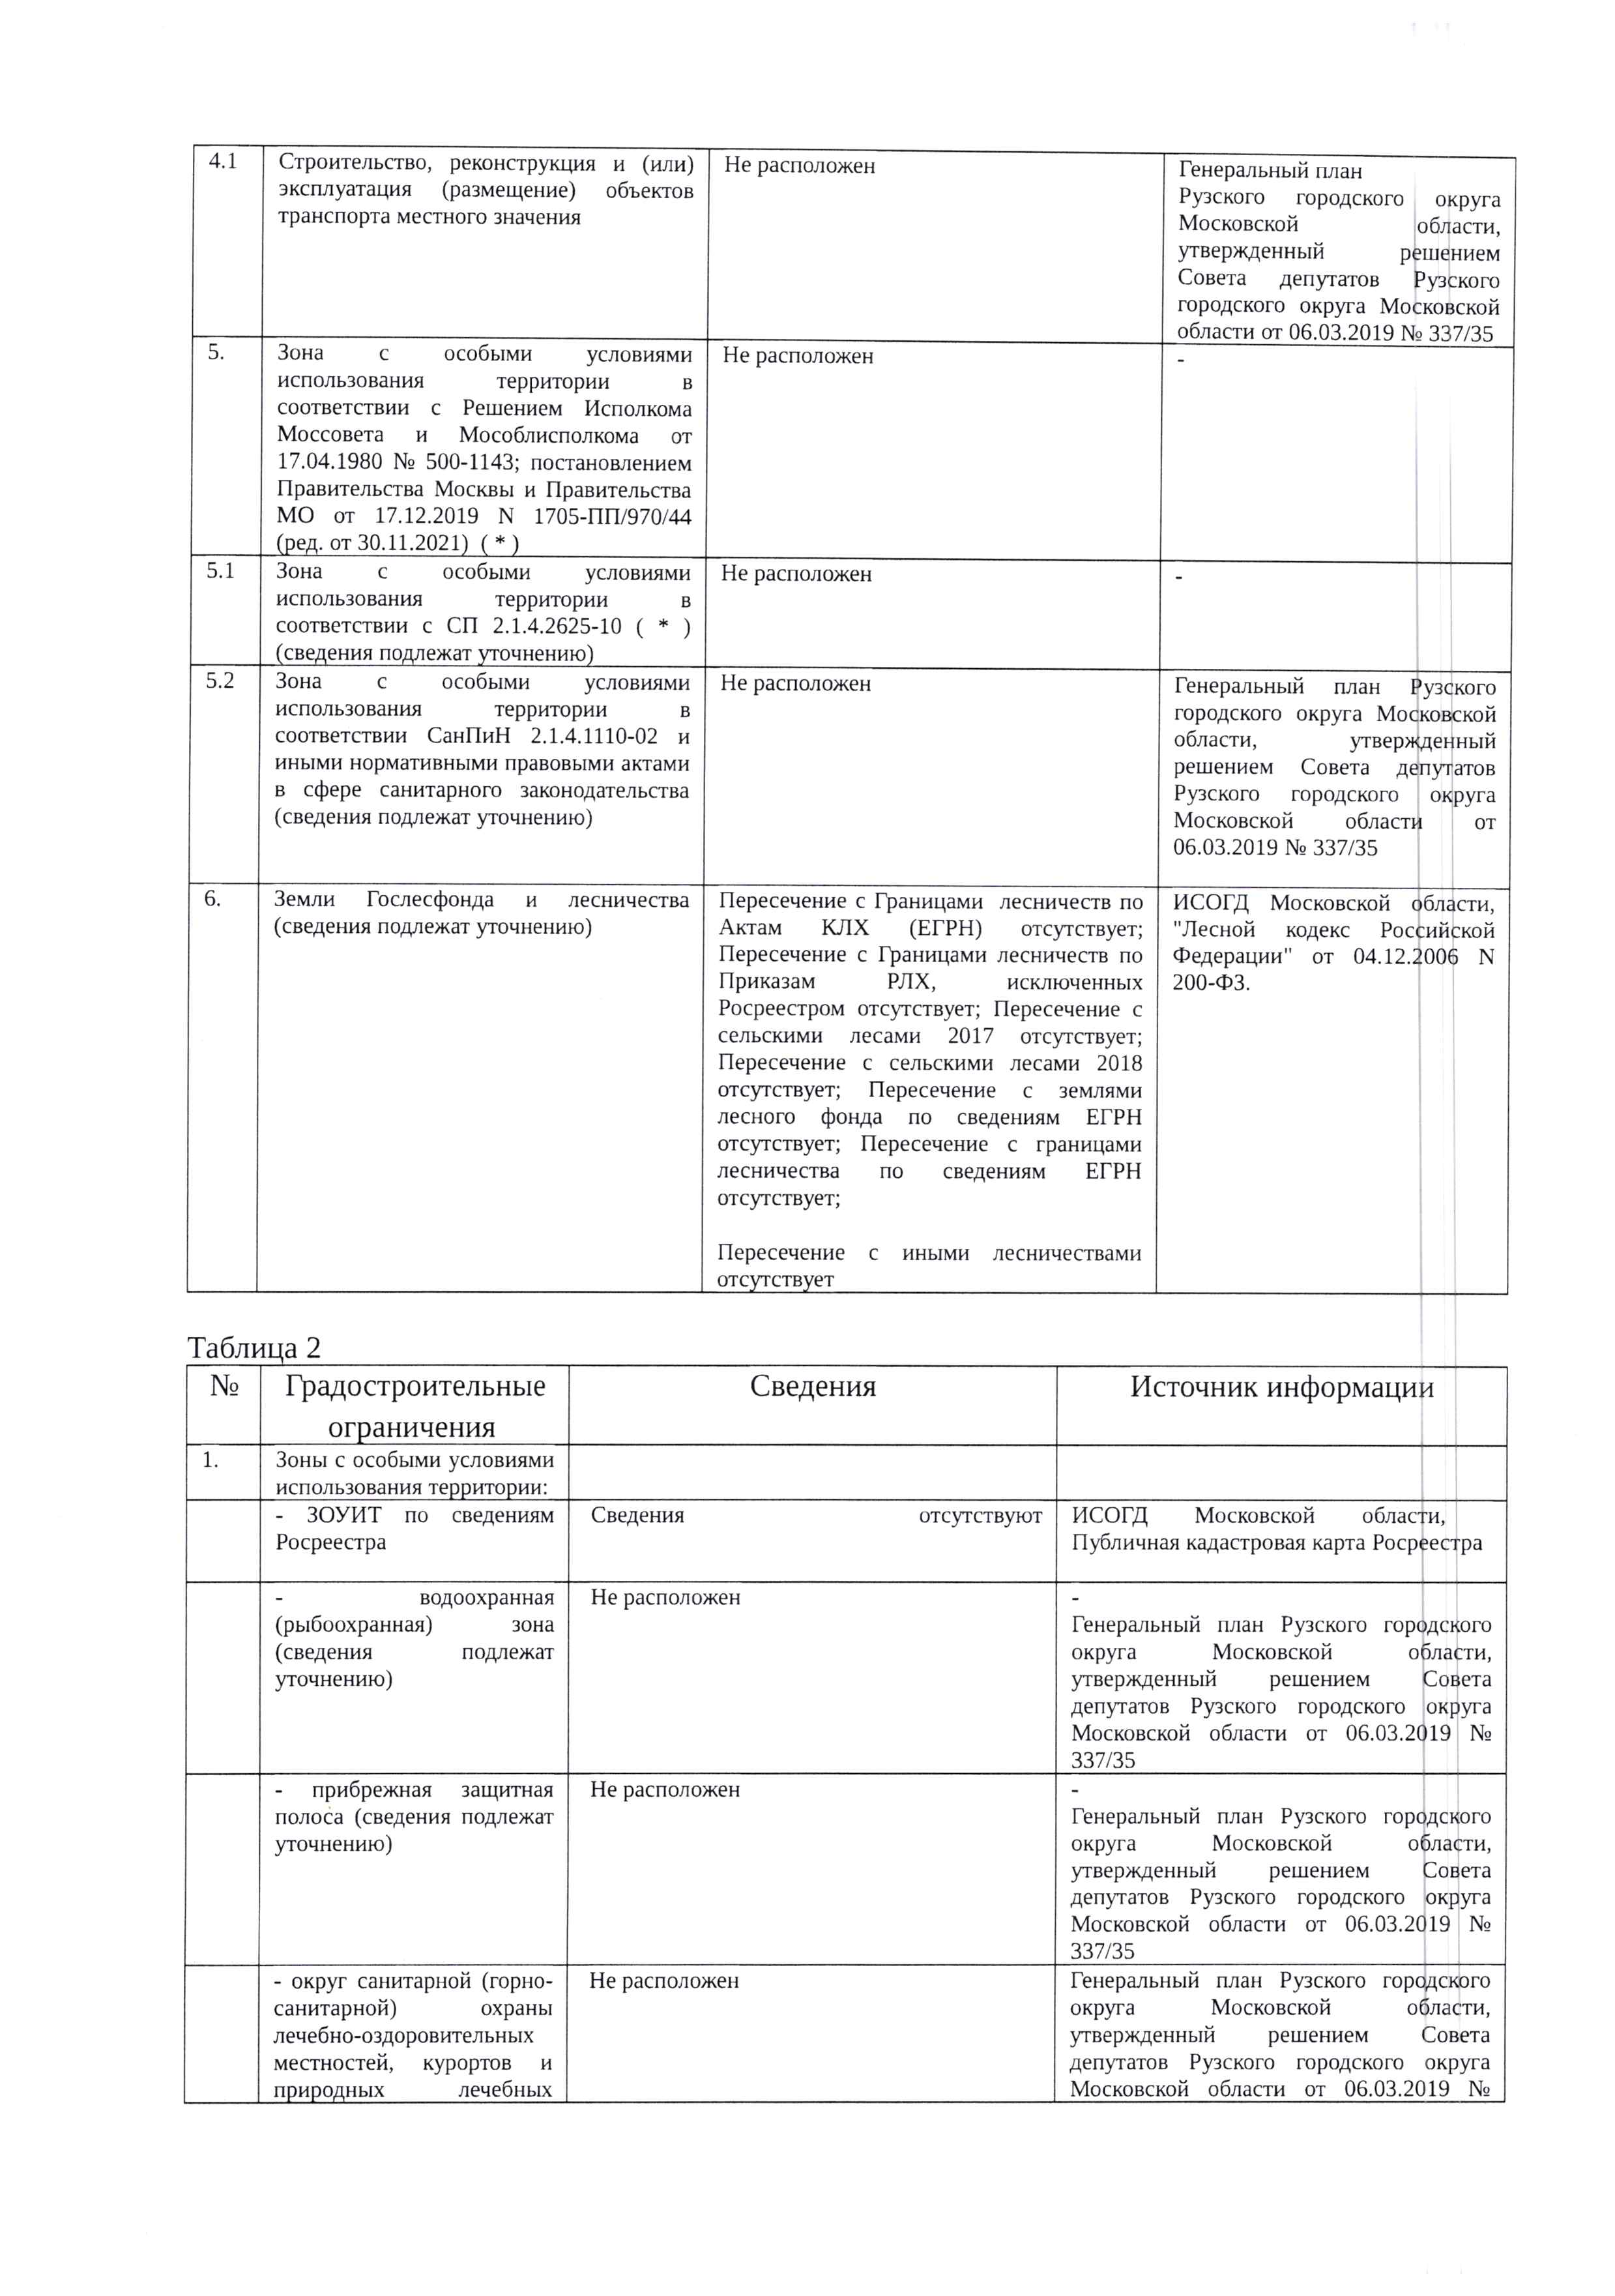 4.1
Строительство, реконструкция и (или)
эксплуатация (размещение) объектов
транспорта местного значения
Не расположен
Генеральный план
Рузского городского округа
Московской области,
утвержденный решением
Совета депутатов Рузского
городского округа Московской
области от 06.03.2019 № 337/35
5.
Зона с особыми условиями
использования территории в
соответствии с Решением Исполкома
Моссовета и Мособлисполкома от
17.04.1980 № 500-1143; постановлением
Правительства Москвы и Правительства
МО от 17.12.2019 N 1705-ПП/970/44
(ред. от 30.11.2021) ( * )
Не расположен
-
5.1
Зона с особыми условиями
использования территории в
соответствии с СП 2.1.4.2625-10 ( * )
(сведения подлежат уточнению)
Не расположен
-
5.2
Зона с особыми условиями
использования территории в
соответствии СанПиН 2.1.4.1110-02 и
иными нормативными правовыми актами
в сфере санитарного законодательства
(сведения подлежат уточнению)
Не расположен
Генеральный план Рузского
городского округа Московской
области, утвержденный
решением Совета депутатов
Рузского городского округа
Московской области от
06.03.2019 № 337/35
6.
Земли Гослесфонда и лесничества
(сведения подлежат уточнению)
Пересечение с Границами лесничеств по
Актам КЛХ (ЕГРН) отсутствует;
Пересечение с Границами лесничеств по
Приказам РЛХ, исключенных
Росреестром отсутствует; Пересечение с
сельскими лесами 2017 отсутствует;
Пересечение с сельскими лесами 2018
отсутствует; Пересечение с землями
лесного фонда по сведениям ЕГРН
отсутствует; Пересечение с границами
лесничества по сведениям ЕГРН
отсутствует;
Пересечение с иными лесничествами
отсутствует
ИСОГД Московской области,
"Лесной кодекс Российской
Федерации" от 04.12.2006 N
200-ФЗ.
Таблица 2
№
Градостроительные
ограничения
Сведения
Источник информации
1.
Зоны с особыми условиями
использования территории:
- ЗОУИТ по сведениям
Росреестра
Сведения отсутствуют
ИСОГД Московской области,
Публичная кадастровая карта Росреестра
- водоохранная
(рыбоохранная) зона
(сведения подлежат
уточнению)
Не расположен
-
Генеральный план Рузского городского
округа Московской области,
утвержденный решением Совета
депутатов Рузского городского округа
Московской области от 06.03.2019 №
337/35
- прибрежная защитная
полоса (сведения подлежат
уточнению)
Не расположен
-
Генеральный план Рузского городского
округа Московской области,
утвержденный решением Совета
депутатов Рузского городского округа
Московской области от 06.03.2019 №
337/35
- округ санитарной (горно-
санитарной) охраны
лечебно-оздоровительных
местностей, курортов и
природных лечебных
Не расположен
Генеральный план Рузского городского
округа Московской области,
утвержденный решением Совета
депутатов Рузского городского округа
Московской области от 06.03.2019 №